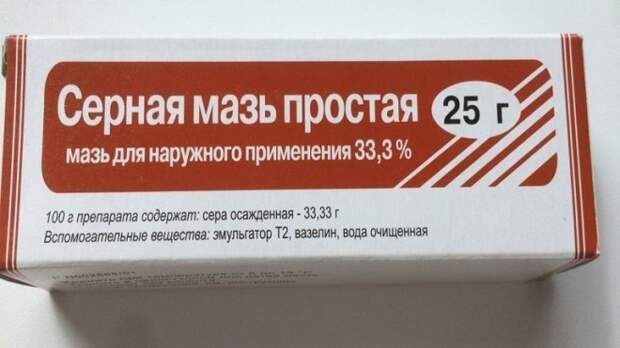 Серная мазь простая 25 г
мазь для наружного применения 33,3 %
100 г препарата содержат: сера осажденная - 33,33 г
Вспомогательные вещества: эмульгатор Т2, вазелин, вода очищенная